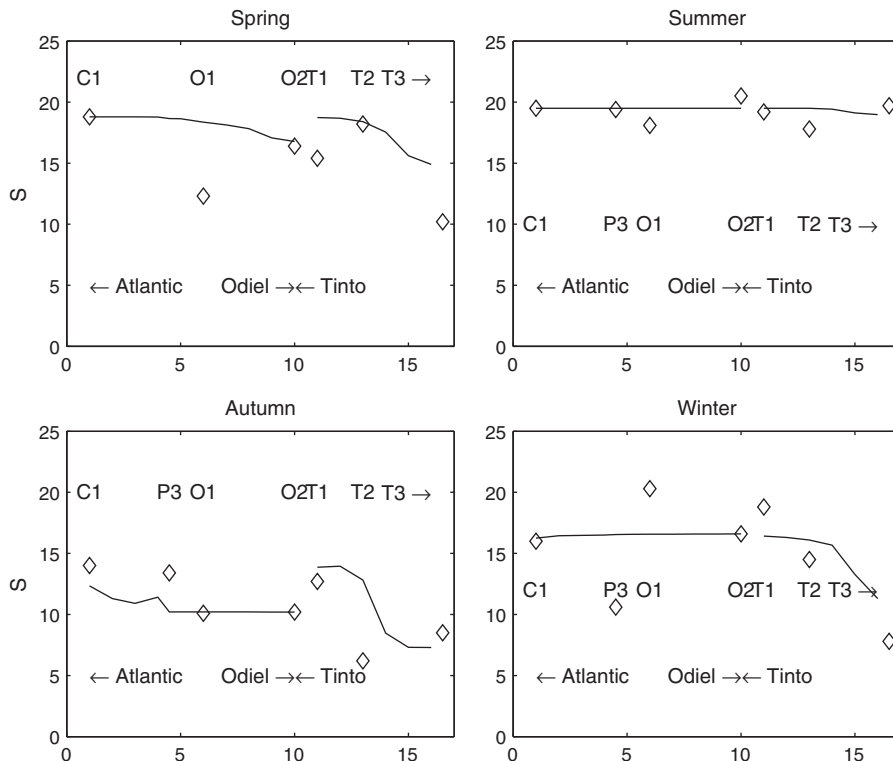 Spring
Summer
25
20
15
10
5
0
S
C1 O1 O2T1 T2 T3 →
← Atlantic Odiel →← Tinto
0 5 10 15
25
20
15
10
5
0
C1 P3 O1 O2T1 T2 T3 →
← Atlantic Odiel →← Tinto
0 5 10 15
Autumn
Winter
25
20
15
10
5
0
S
C1 P3 O1 O2T1 T2 T3 →
← Atlantic Odiel →← Tinto
0 5 10 15
25
20
15
10
5
0
C1 P3 O1 O2T1 T2 T3 →
← Atlantic Odiel →← Tinto
0 5 10 15